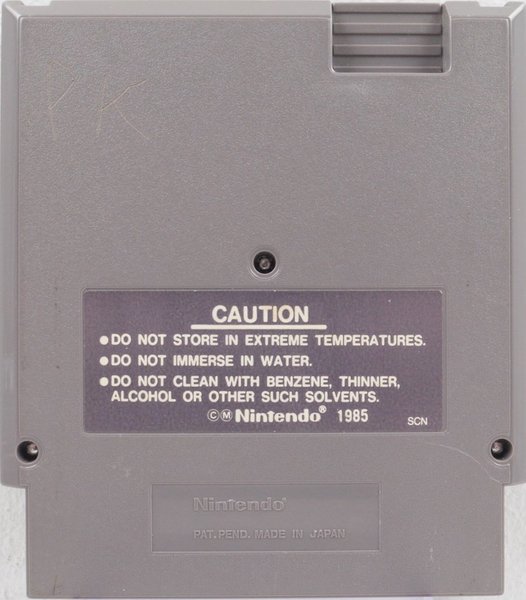 KK
CAUTION
●DO NOT STORE IN EXTREME TEMPERATURES.
●DO NOT IMMERSE IN WATER.
●DO NOT CLEAN WITH BENZENE, THINNER,
ALCOHOL OR OTHER SUCH SOLVENTS.
©Ⓜ Nintendo® 1985
SCN
Nintendo®
PAT. PEND. MADE IN JAPAN